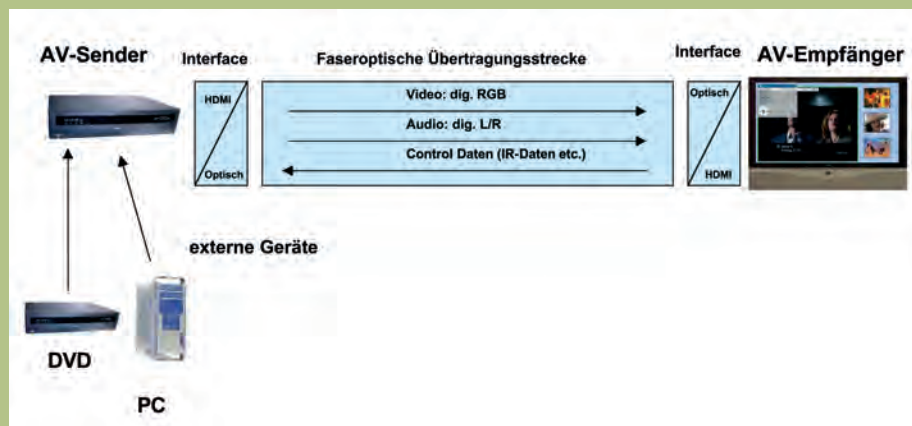 AV-Sender
Interface
Faseroptische Übertragungsstrecke
Interface
AV-Empfänger
HDMI
Optisch
Video: dig. RGB
Audio: dig. L/R
Control Daten (IR-Daten etc.)
Optisch
HDMI
externe Geräte
DVD
PC